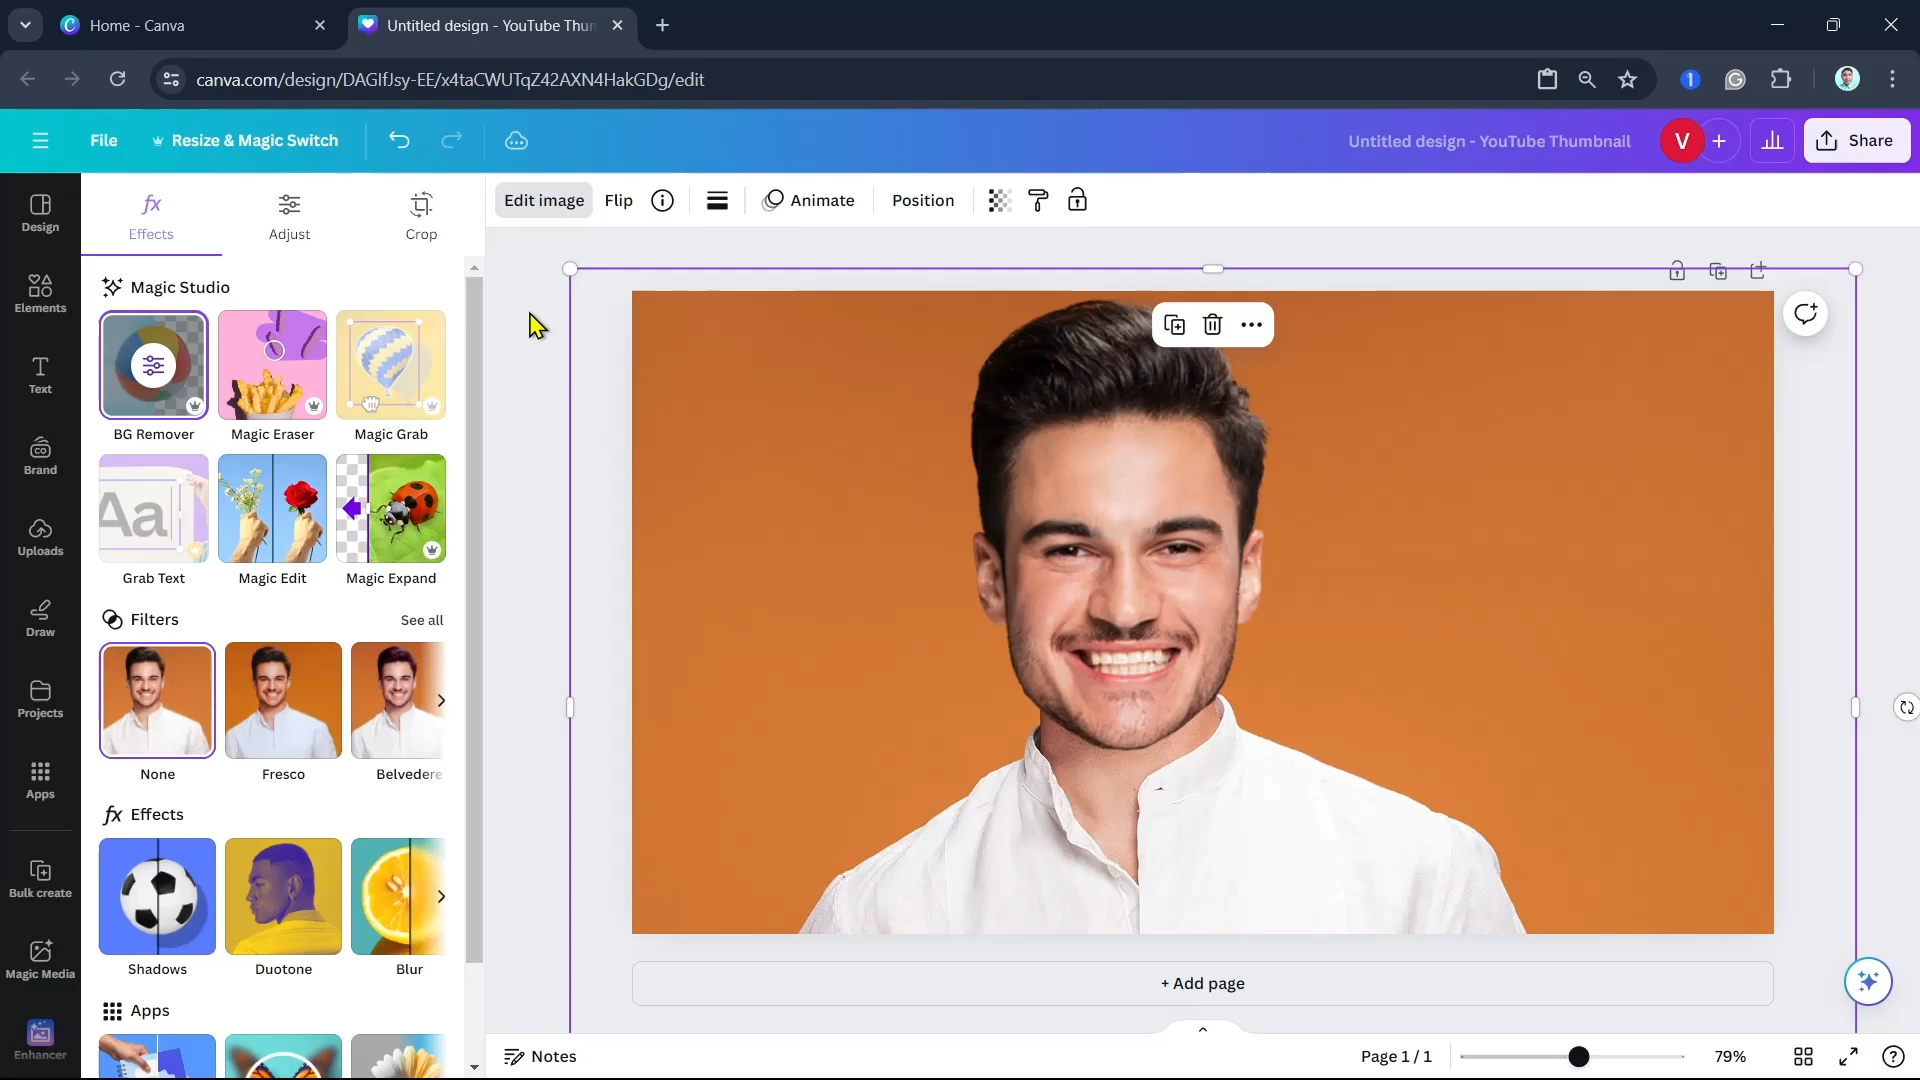 Home - Canva
Untitled design - YouTube Thun
canva.com/design/DAGIfJsy-EE/x4taCWUTqZ42AXN4HakGDg/edit
File
Resize & Magic Switch
Untitled design - YouTube Thumbnail
V
Share
Design
Elements
Text
Brand
Uploads
Draw
Projects
Apps
Bulk create
Magic Media
Enhancer
Effects
Adjust
Crop
Edit image
Flip
Animate
Position
Magic Studio
BG Remover
Magic Eraser
Magic Grab
Aa
Grab Text
Magic Edit
Magic Expand
Filters
See all
None
Fresco
Belvedere
fx Effects
Shadows
Duotone
Blur
Apps
+ Add page
Notes
Page 1 / 1
79%